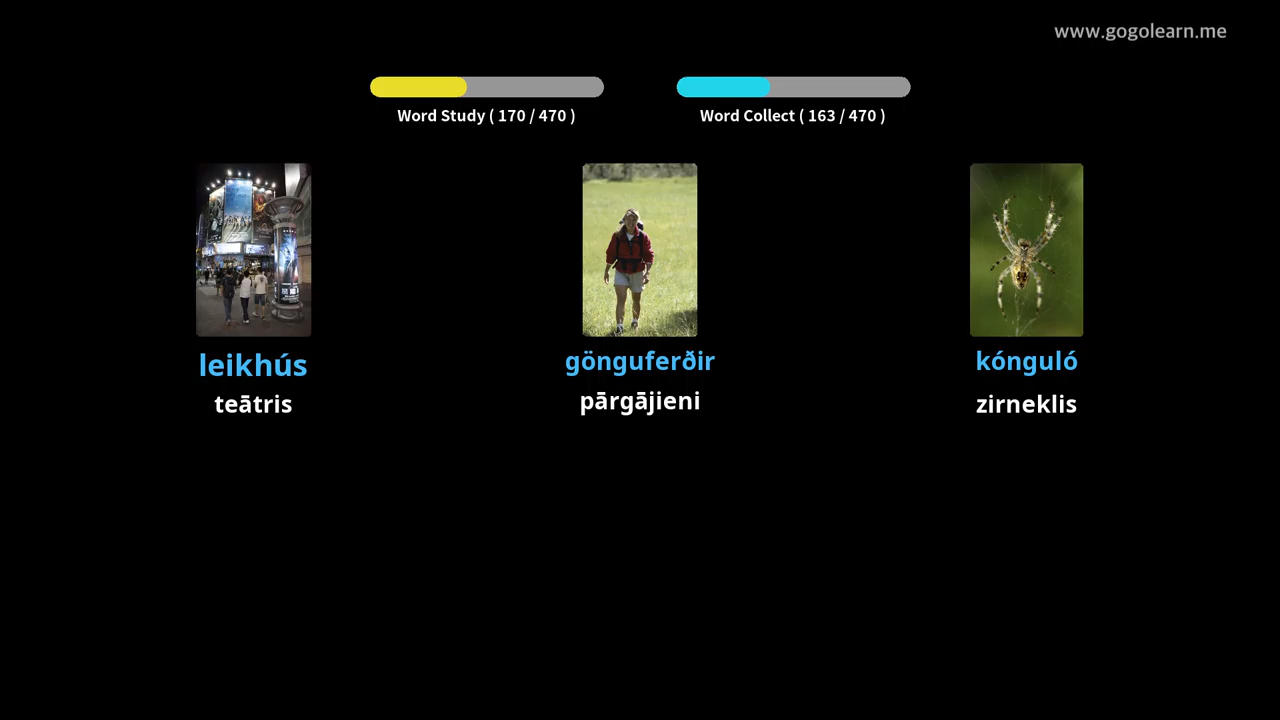 www.gogolearn.me
Word Study ( 170 / 470 )
Word Collect ( 163 / 470 )
leikhús
gönguferðir
kónguló
teātris
pārgājieni
zirneklis